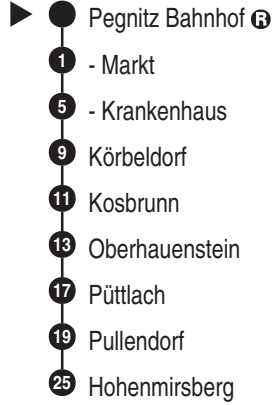 Pegnitz Bahnhof R
1 - Markt
5 - Krankenhaus
9 Körbeldorf
11 Kosbrunn
13 Oberhauenstein
17 Püttlach
19 Pullendorf
25 Hohenmirsberg